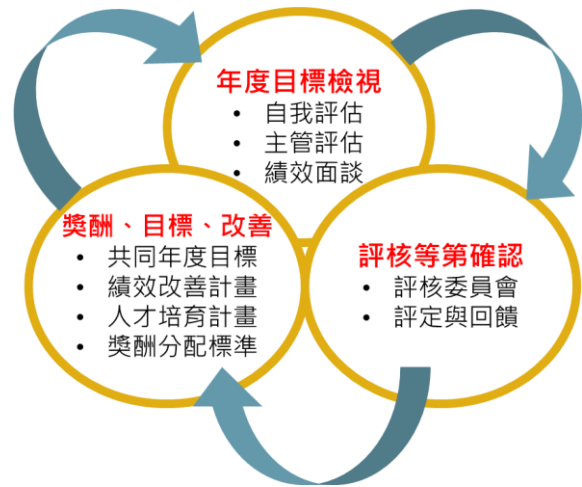 年度目標檢視
• 自我評估
• 主管評估
• 績效面談
獎酬、目標、改善
• 共同年度目標
• 績效改善計畫
• 人才培育計畫
• 獎酬分配標準
評核等第確認
• 評核委員會
• 評定與回饋